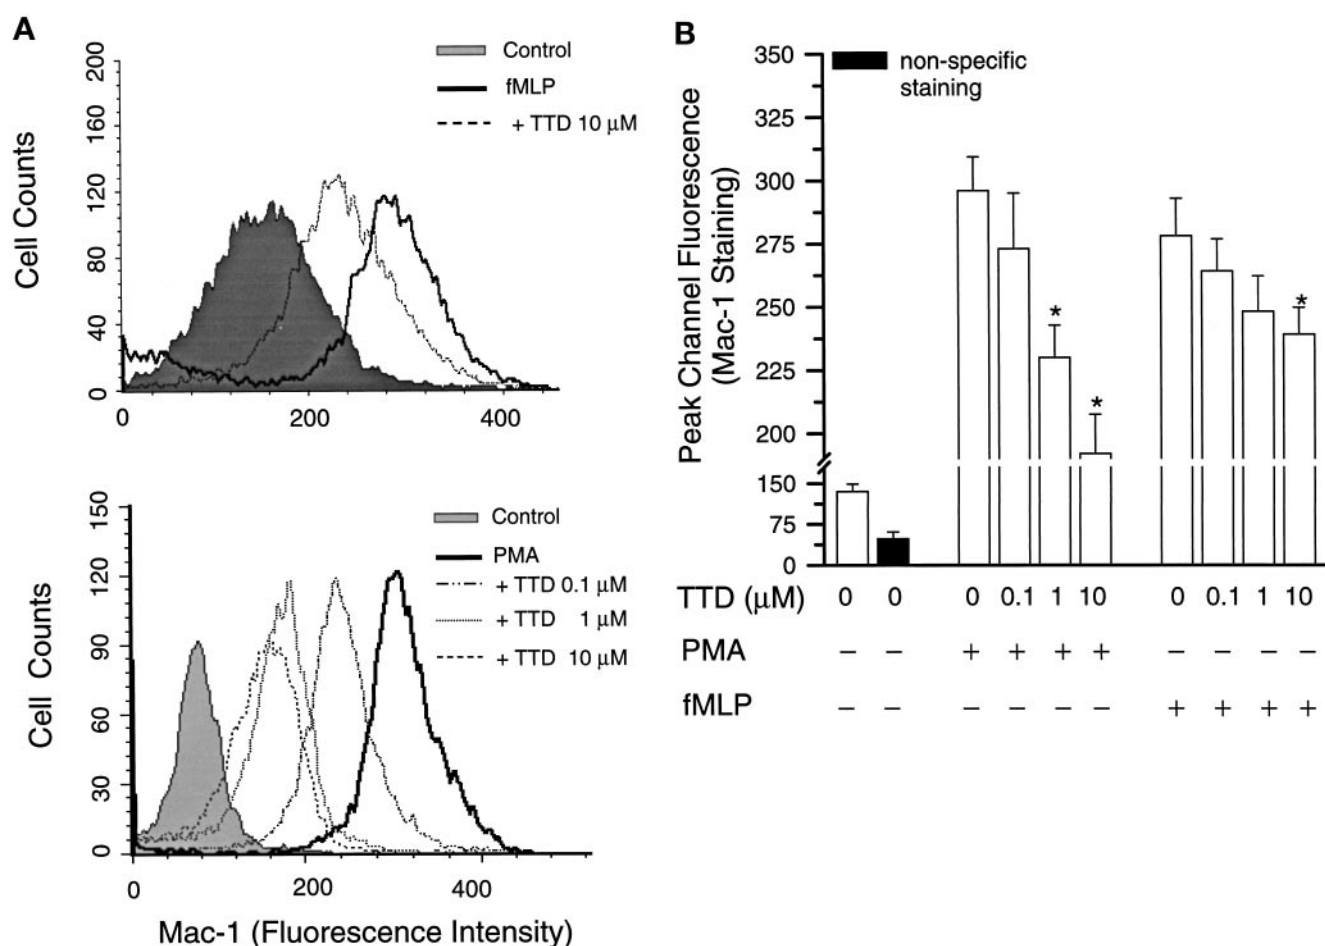 A
200
160
120
80
40
0
Cell Counts
Control
fMLP
+ TTD 10 µM
0
200
400
150
120
90
60
30
0
Cell Counts
Control
PMA
+ TTD 0.1 µM
+ TTD 1 µM
+ TTD 10 µM
0
200
400
Mac-1 (Fluorescence Intensity)
B
Peak Channel Fluorescence
(Mac-1 Staining)
350
325
300
275
250
225
200
150
75
0
non-specific
staining
*
*
*
TTD (µM) 0 0 0 0.1 1 10 0 0.1 1 10
PMA – – + + + + – – – –
fMLP – – – – – – + + + +